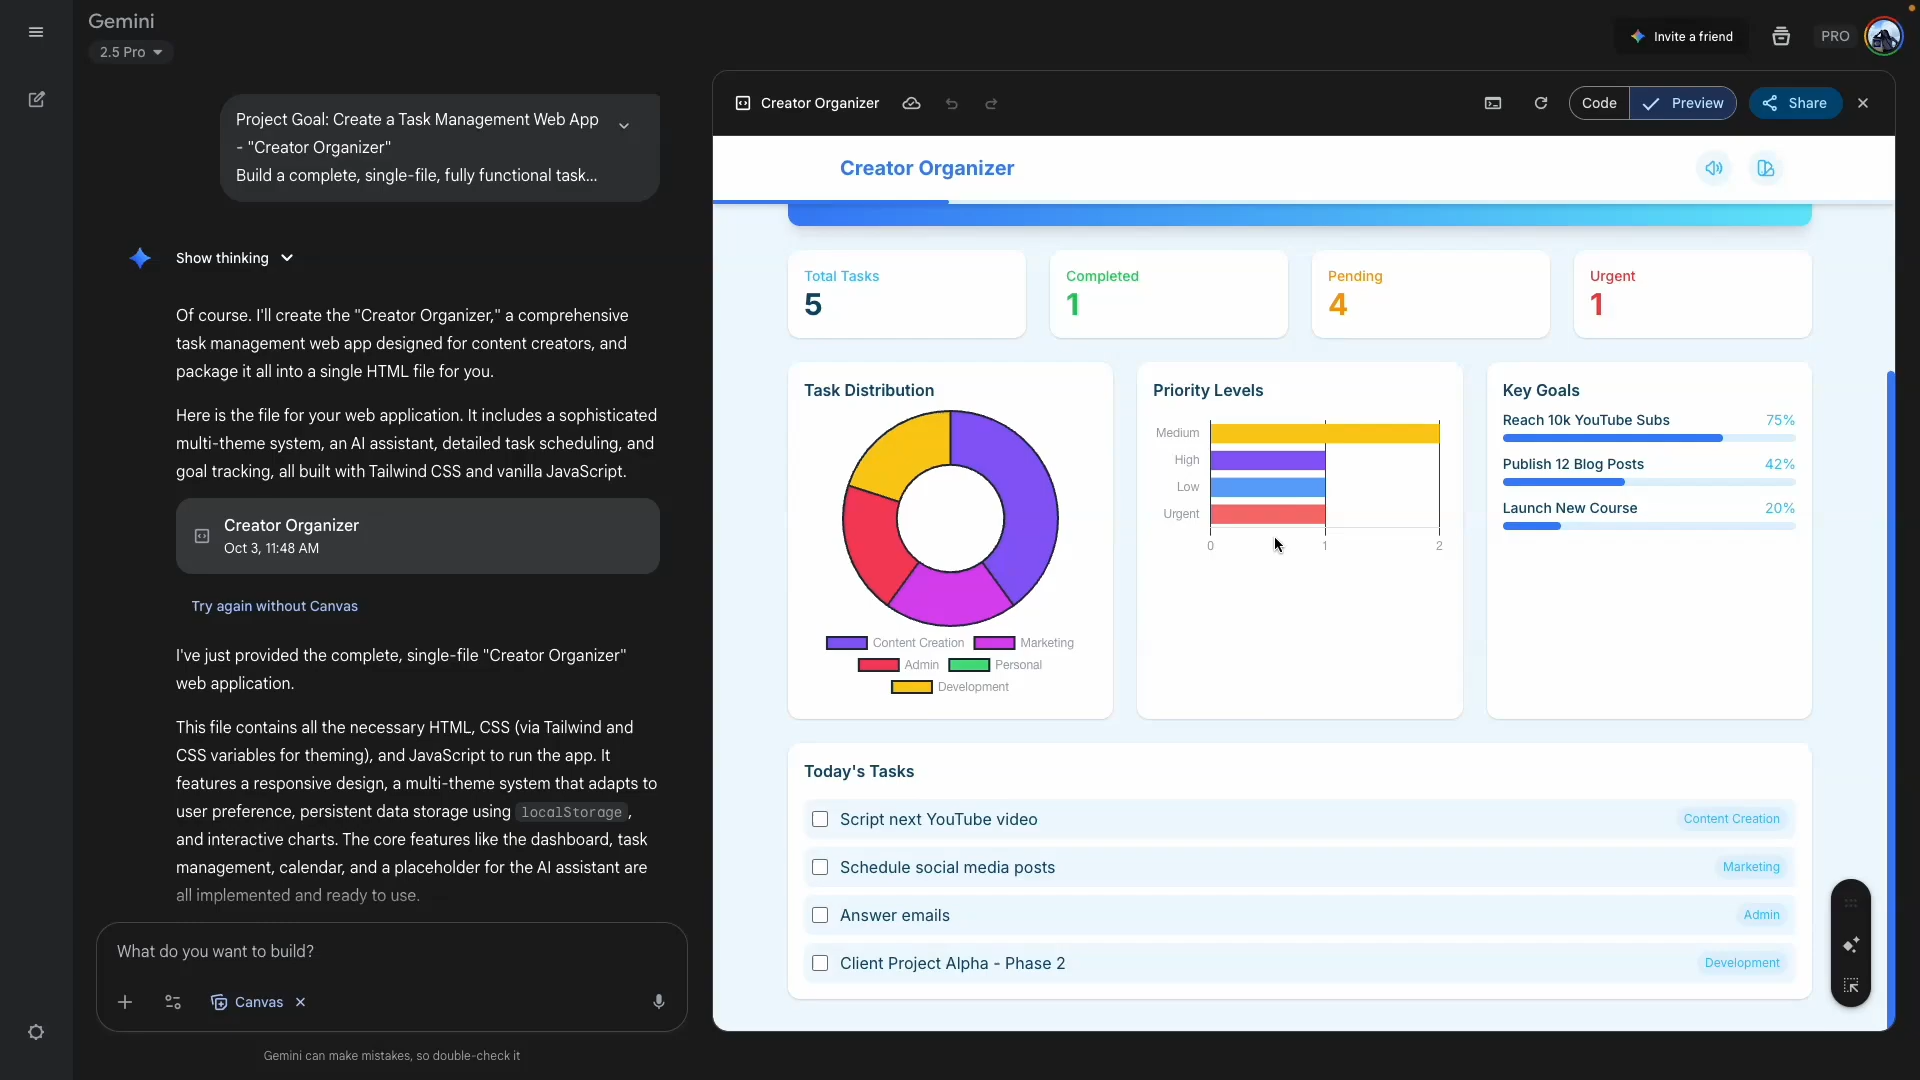 Gemini
2.5 Pro
Invite a friend
PRO
Project Goal: Create a Task Management Web App
- "Creator Organizer"
Build a complete, single-file, fully functional task...
Show thinking
Of course. I'll create the "Creator Organizer," a comprehensive
task management web app designed for content creators, and
package it all into a single HTML file for you.
Here is the file for your web application. It includes a sophisticated
multi-theme system, an AI assistant, detailed task scheduling, and
goal tracking, all built with Tailwind CSS and vanilla JavaScript.
Creator Organizer
Oct 3, 11:48 AM
Try again without Canvas
I've just provided the complete, single-file "Creator Organizer"
web application.
This file contains all the necessary HTML, CSS (via Tailwind and
CSS variables for theming), and JavaScript to run the app. It
features a responsive design, a multi-theme system that adapts to
user preference, persistent data storage using localStorage,
and interactive charts. The core features like the dashboard, task
management, calendar, and a placeholder for the AI assistant are
all implemented and ready to use.
What do you want to build?
Canvas
Gemini can make mistakes, so double-check it
Creator Organizer
Code
Preview
Share
Creator Organizer
Total Tasks
5
Completed
1
Pending
4
Urgent
1
Task Distribution
Content Creation
Marketing
Admin
Personal
Development
Priority Levels
Medium
High
Low
Urgent
0
1
2
Key Goals
Reach 10k YouTube Subs 75%
Publish 12 Blog Posts 42%
Launch New Course 20%
Today's Tasks
Script next YouTube video Content Creation
Schedule social media posts Marketing
Answer emails Admin
Client Project Alpha - Phase 2 Development